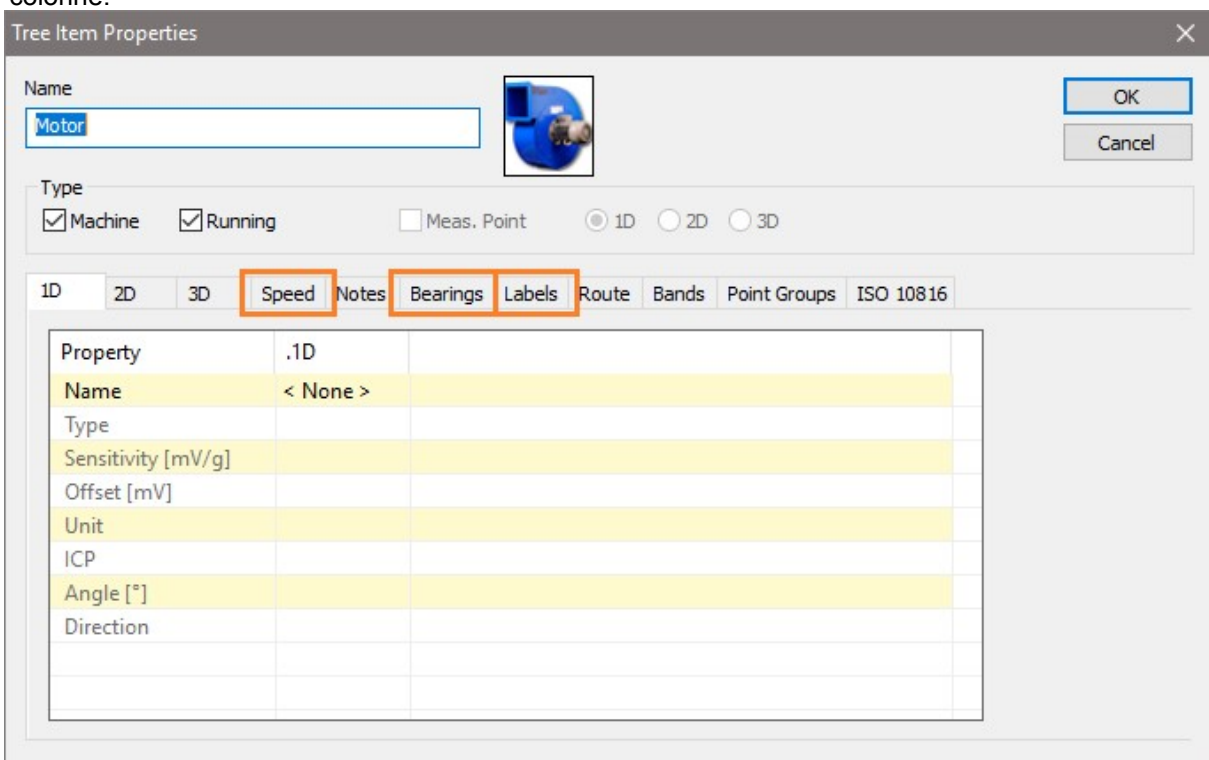 colonne.
Tree Item Properties
Name
Motor
OK
Cancel
Type
Machine Running Meas. Point 1D 2D 3D
1D 2D 3D Speed Notes Bearings Labels Route Bands Point Groups ISO 10816
Property .1D
Name < None >
Type
Sensitivity [mV/g]
Offset [mV]
Unit
ICP
Angle [°]
Direction